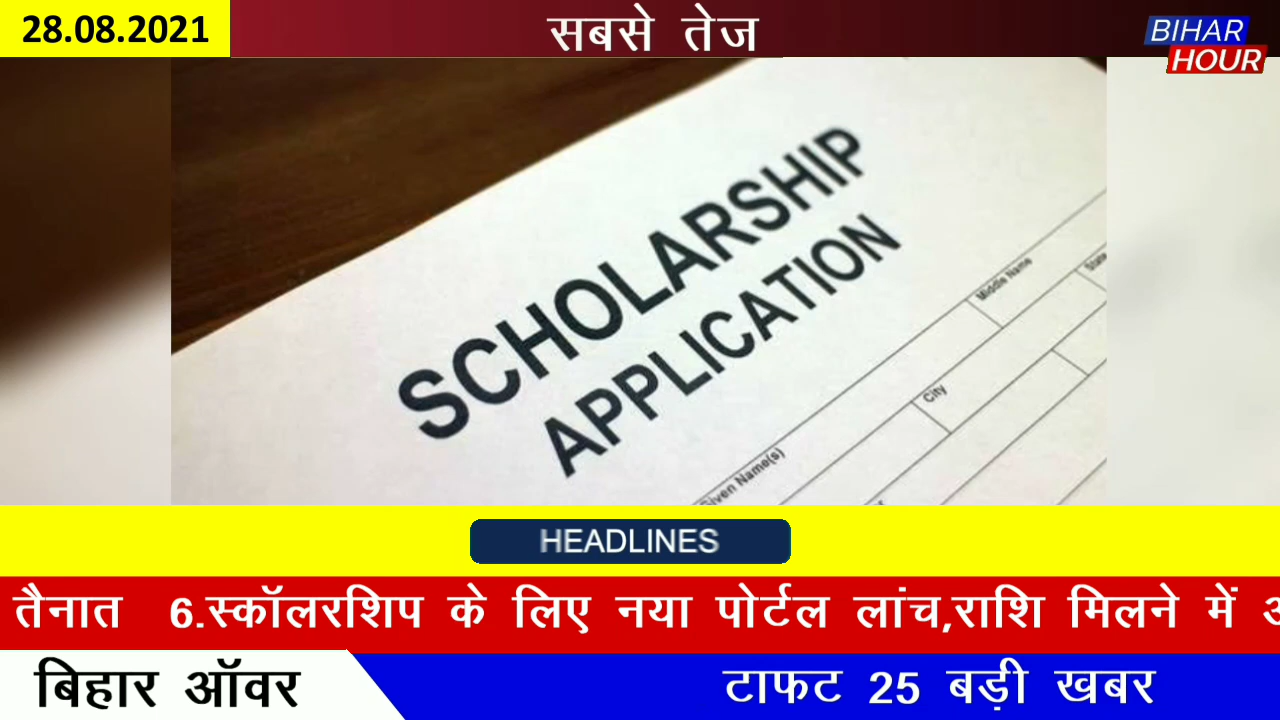 28.08.2021
सबसे तेज
BIHAR
HOUR
SCHOLARSHIP
APPLICATION
Middle Name
State
City
Given Name(s)
HEADLINES
तैनात 6.स्कॉलरशिप के लिए नया पोर्टल लांच,राशि मिलने में
बिहार ऑवर
टाफट 25 बड़ी खबर